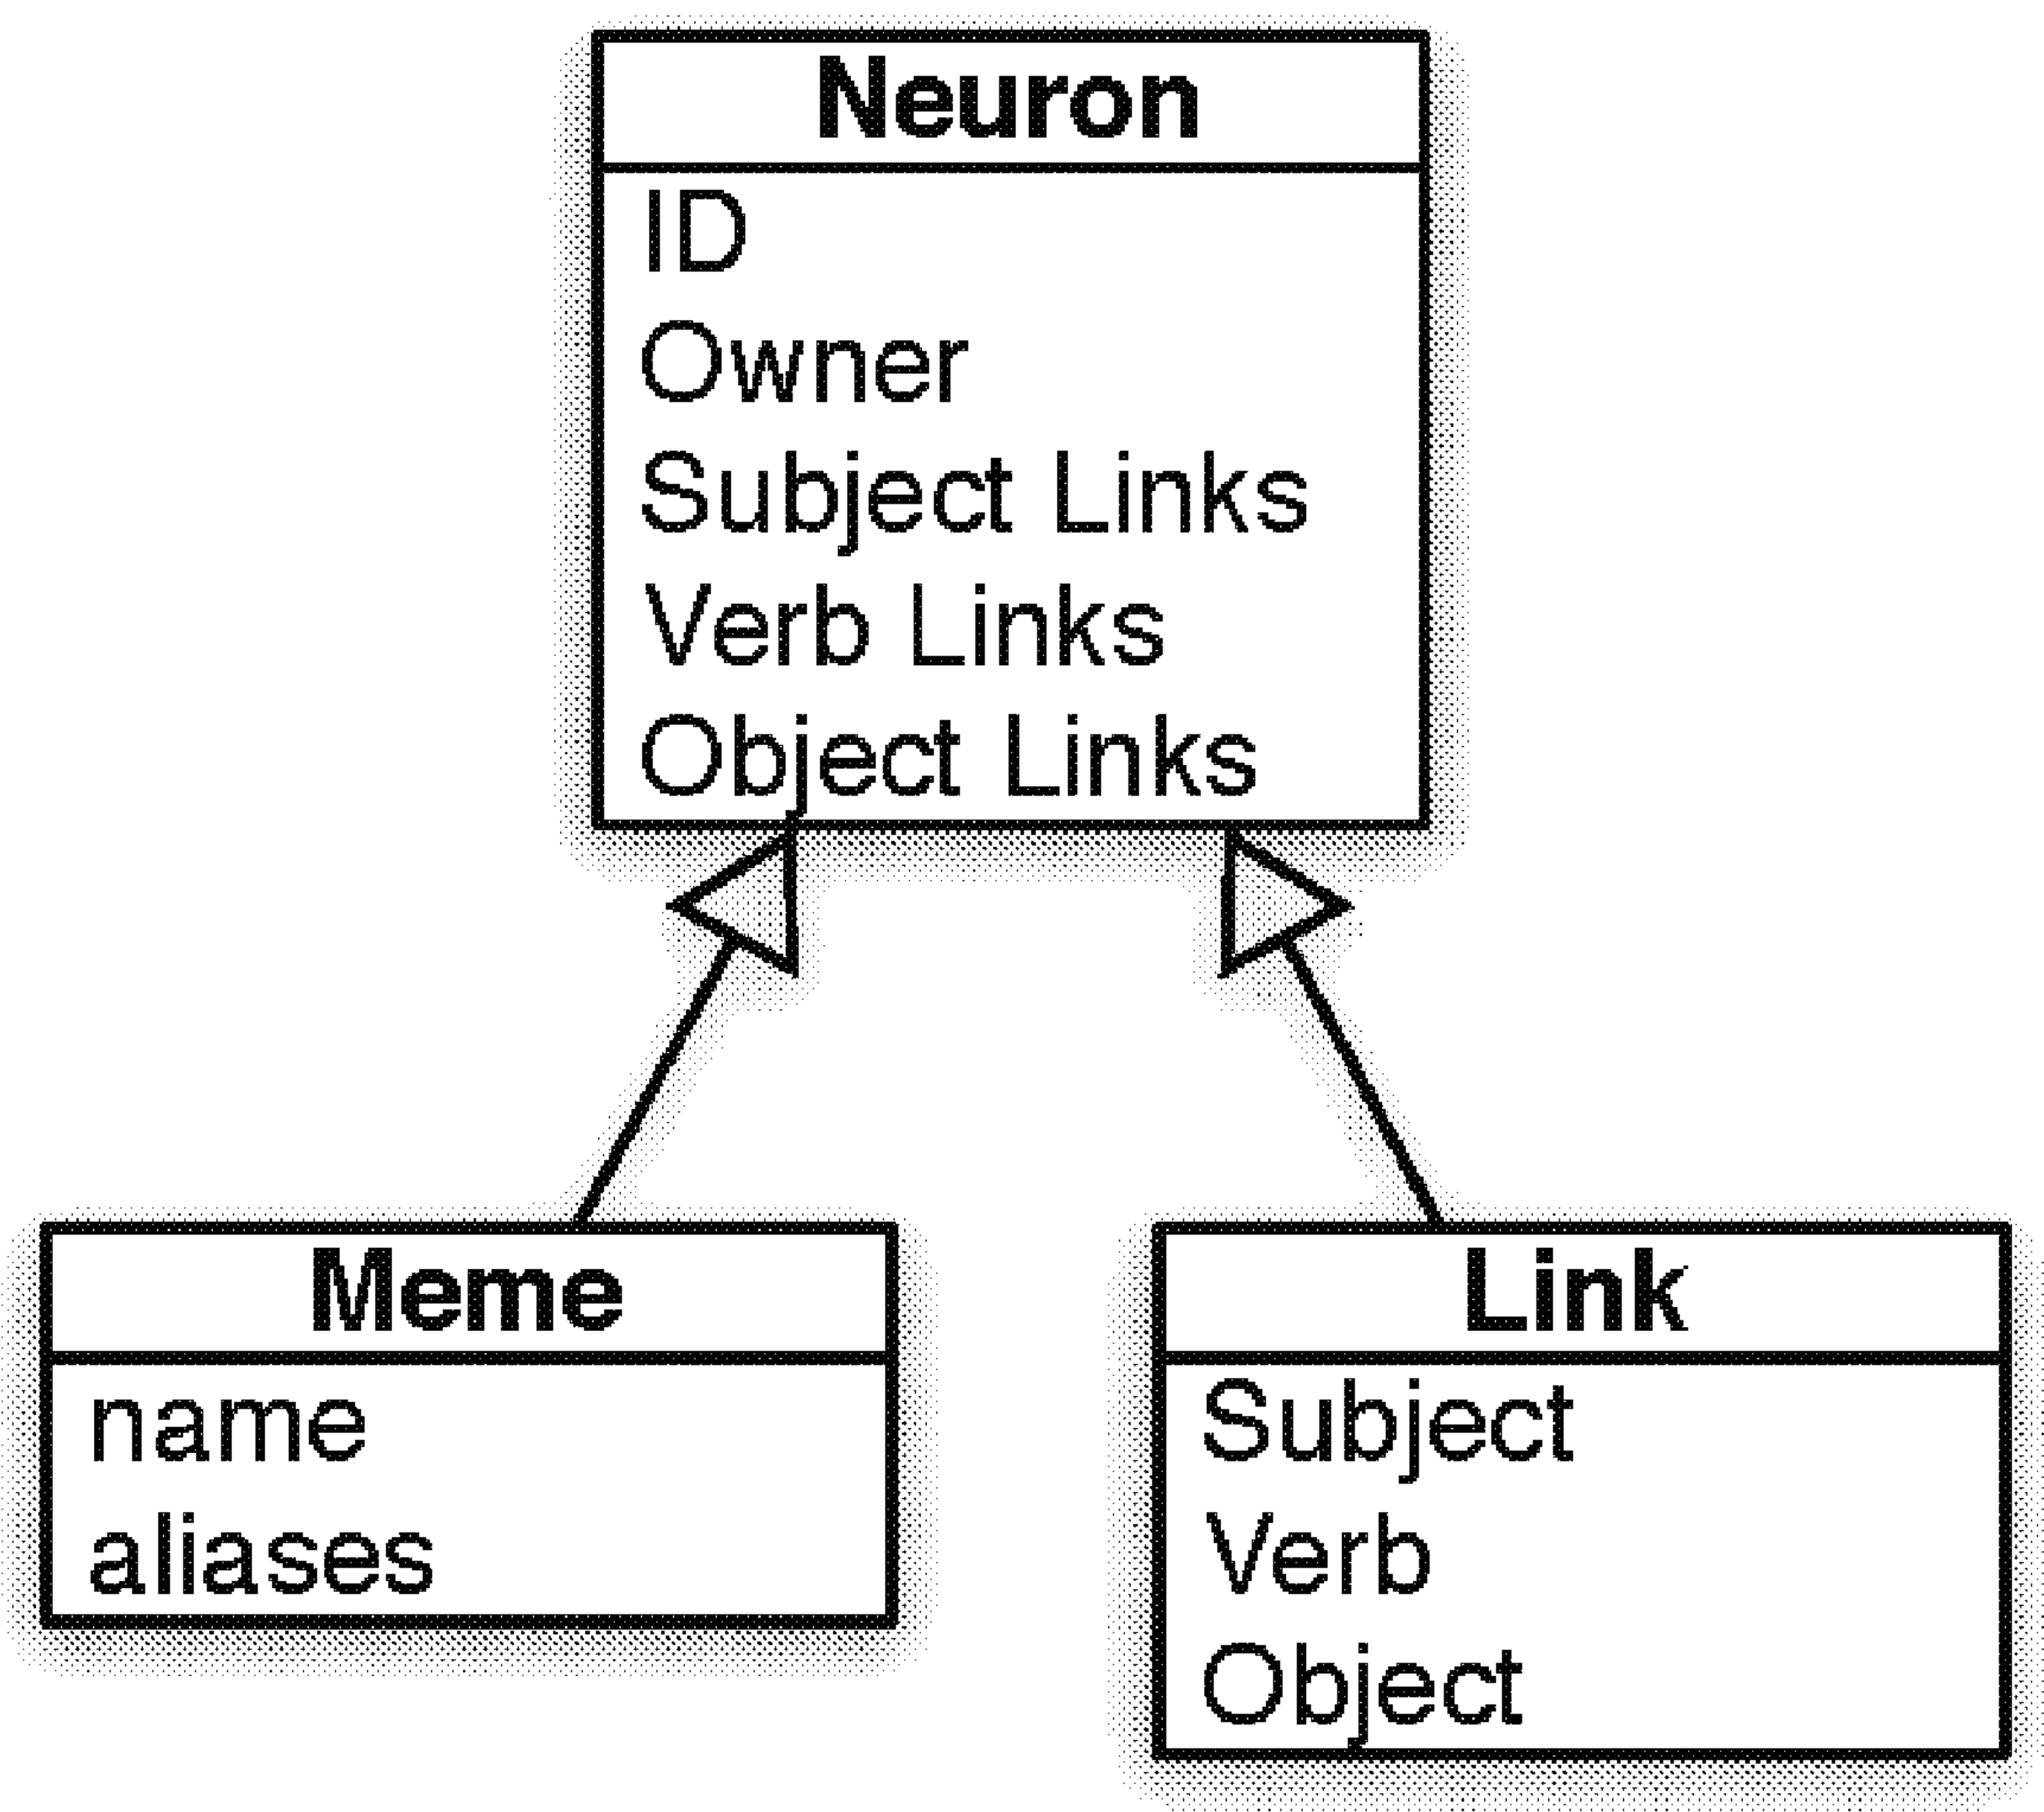 Neuron
ID
Owner
Subject Links
Verb Links
Object Links
Meme
name
aliases
Link
Subject
Verb
Object